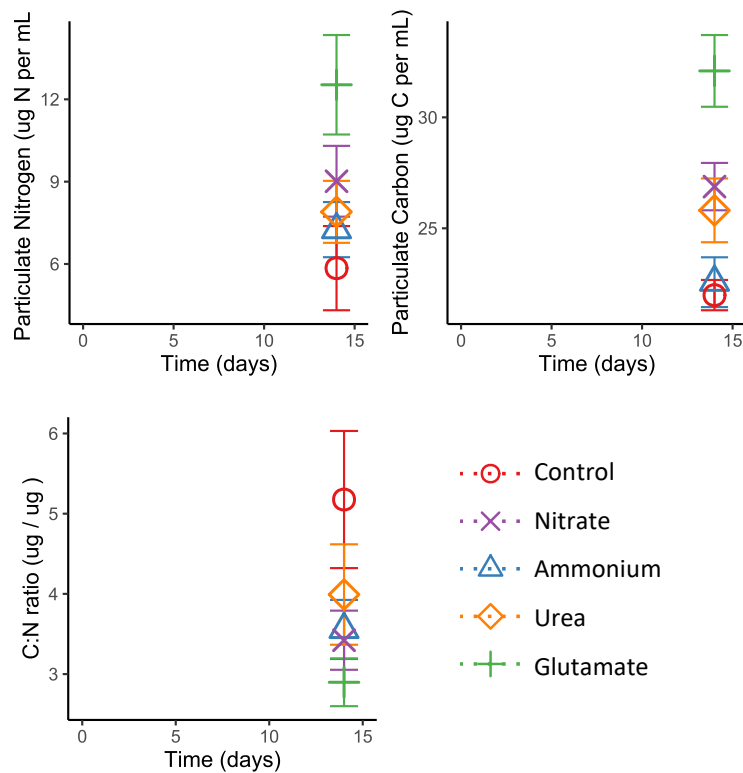 Particulate Nitrogen (ug N per mL
12
9
6
0
5
10
15
Time (days)
Particulate Carbon (ug C per mL)
30
25
0
5
10
15
Time (days)
C:N ratio (ug / ug )
6
5
4
3
0
5
10
15
Time (days)
Control
Nitrate
Ammonium
Urea
Glutamate